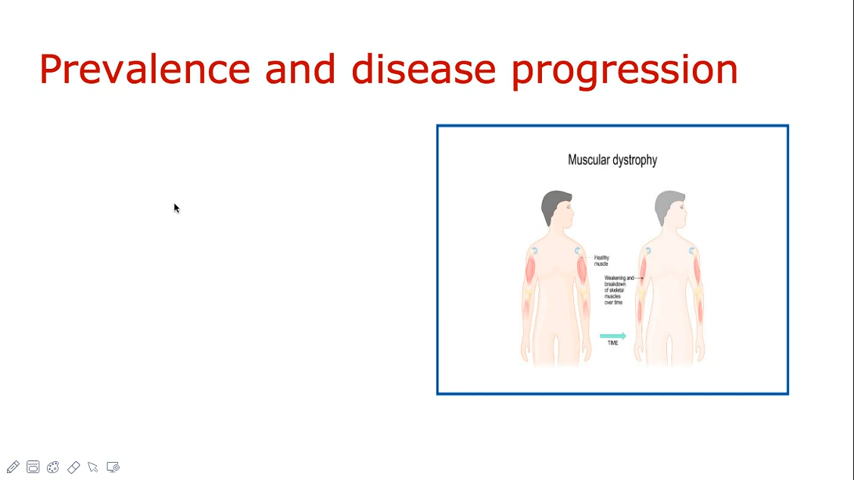 Prevalence and disease progression
Muscular dystrophy
Healthy
muscle
Weakening and
breakdown
of skeletal
muscles
over time
TIME